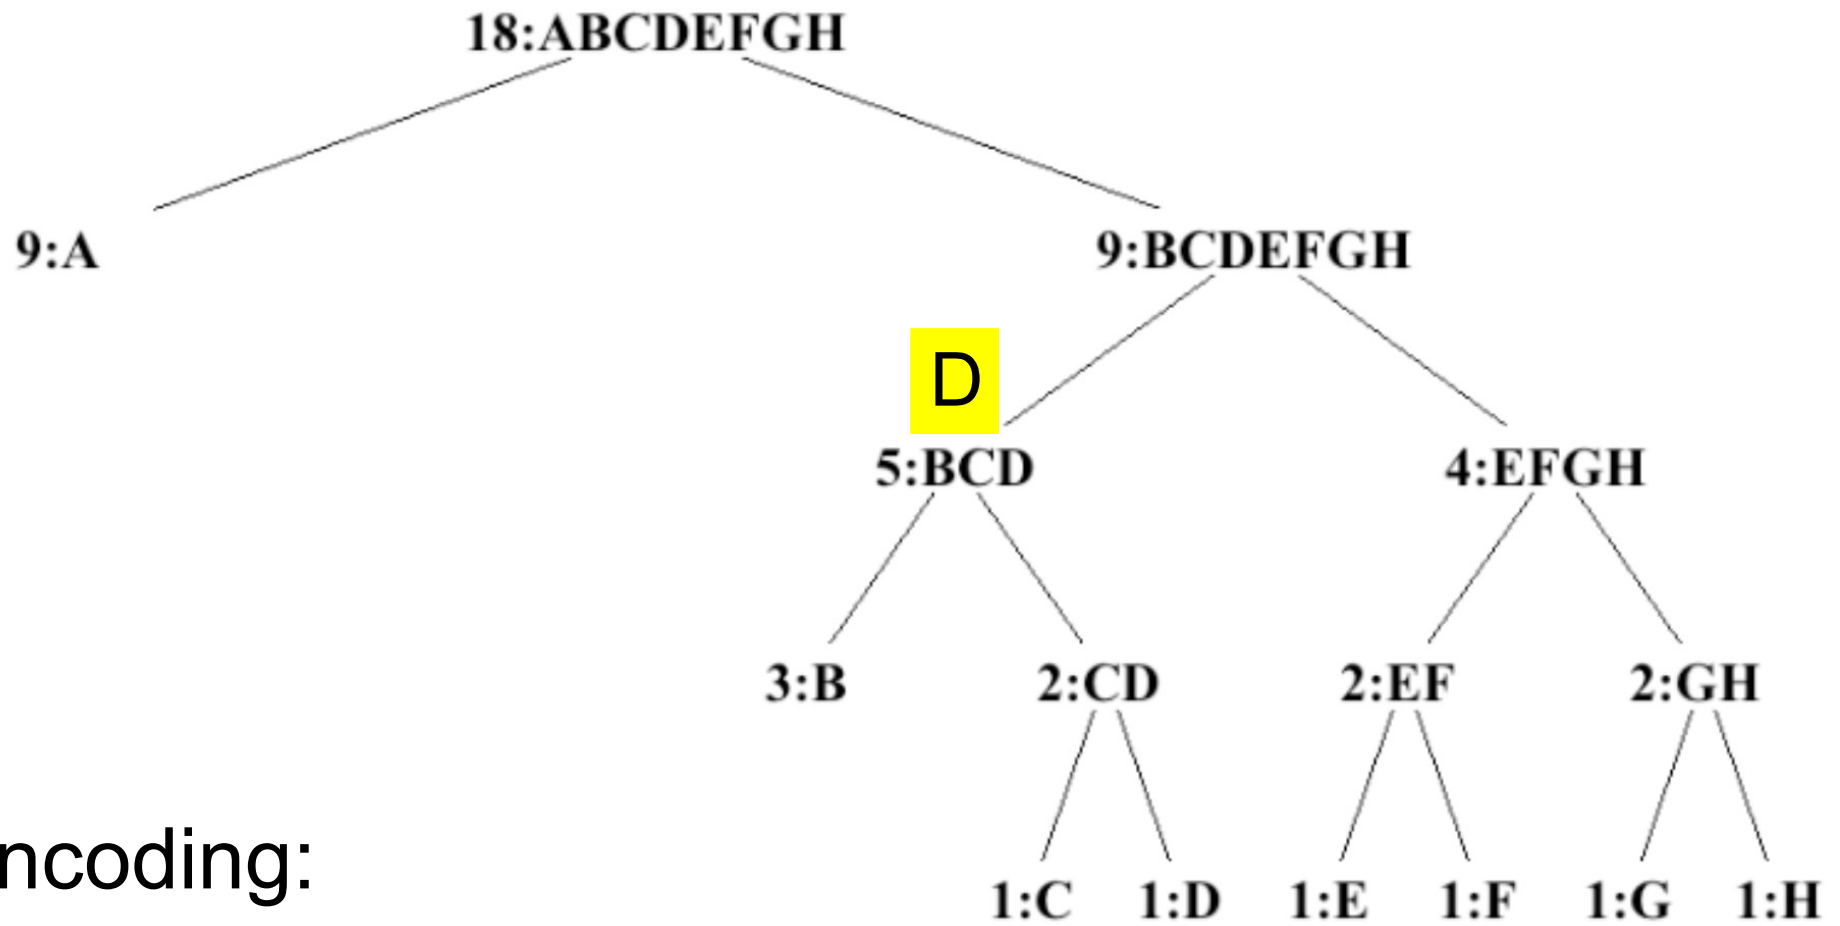 18:ABCDEFGH
9:A 9:BCDEFGH
D
5:BCD 4:EFGH
3:B 2:CD 2:EF 2:GH
ncoding:
1:C 1:D 1:E 1:F 1:G 1:H